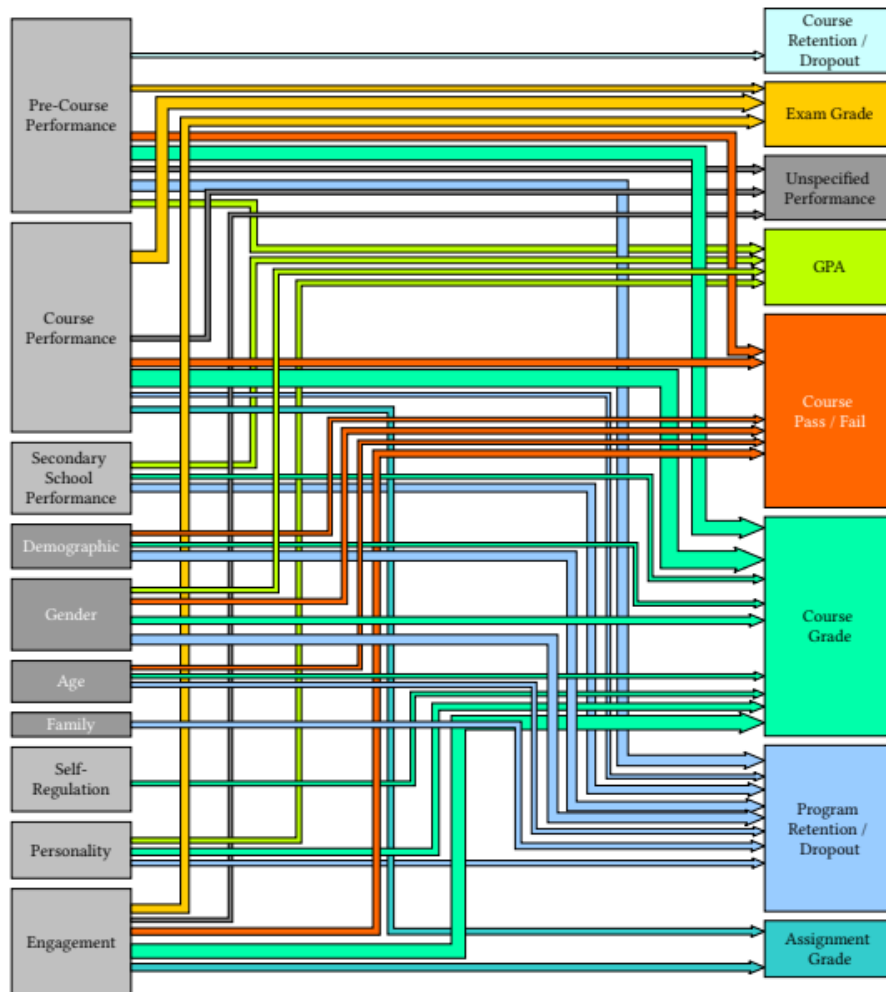 Pre-Course
Performance
Course
Performance
Secondary
School
Performance
Demographic
Gender
Age
Family
Self-
Regulation
Personality
Engagement
Course
Retention /
Dropout
Exam Grade
Unspecified
Performance
GPA
Course
Pass / Fail
Course
Grade
Program
Retention /
Dropout
Assignment
Grade